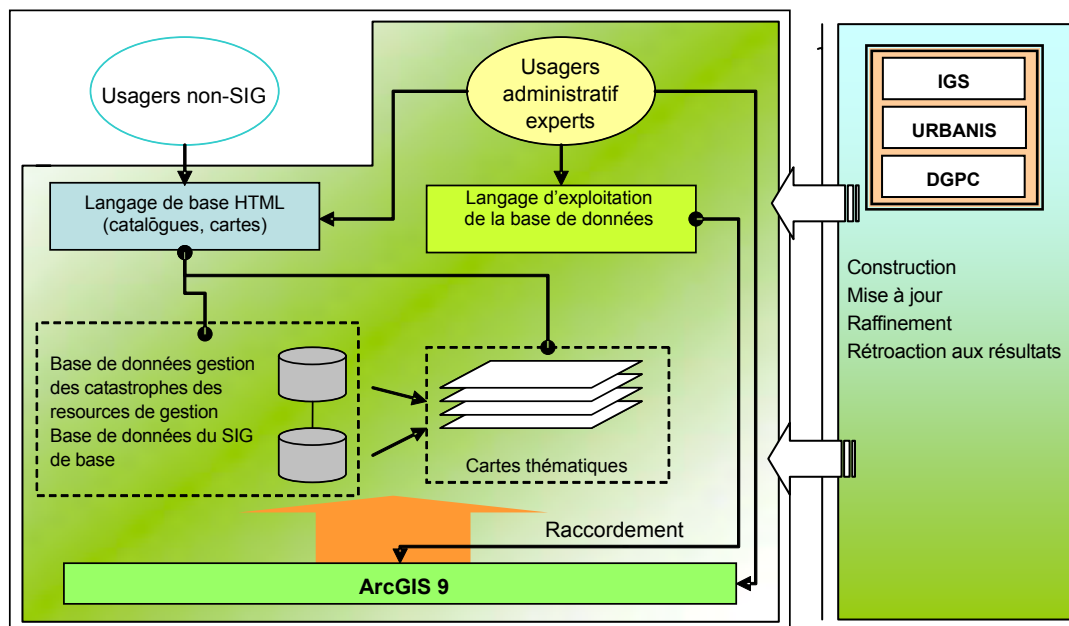 Usagers non-SIG
Usagers
administratif
experts
Langage de base HTML
(catalōgues, cartes)
Langage d’exploitation
de la base de données
Base de données gestion
des catastrophes des
resources de gestion
Base de données du SIG
de base
Cartes thématiques
Raccordement
ArcGIS 9
IGS
URBANIS
DGPC
Construction
Mise à jour
Raffinement
Rétroaction aux résultats